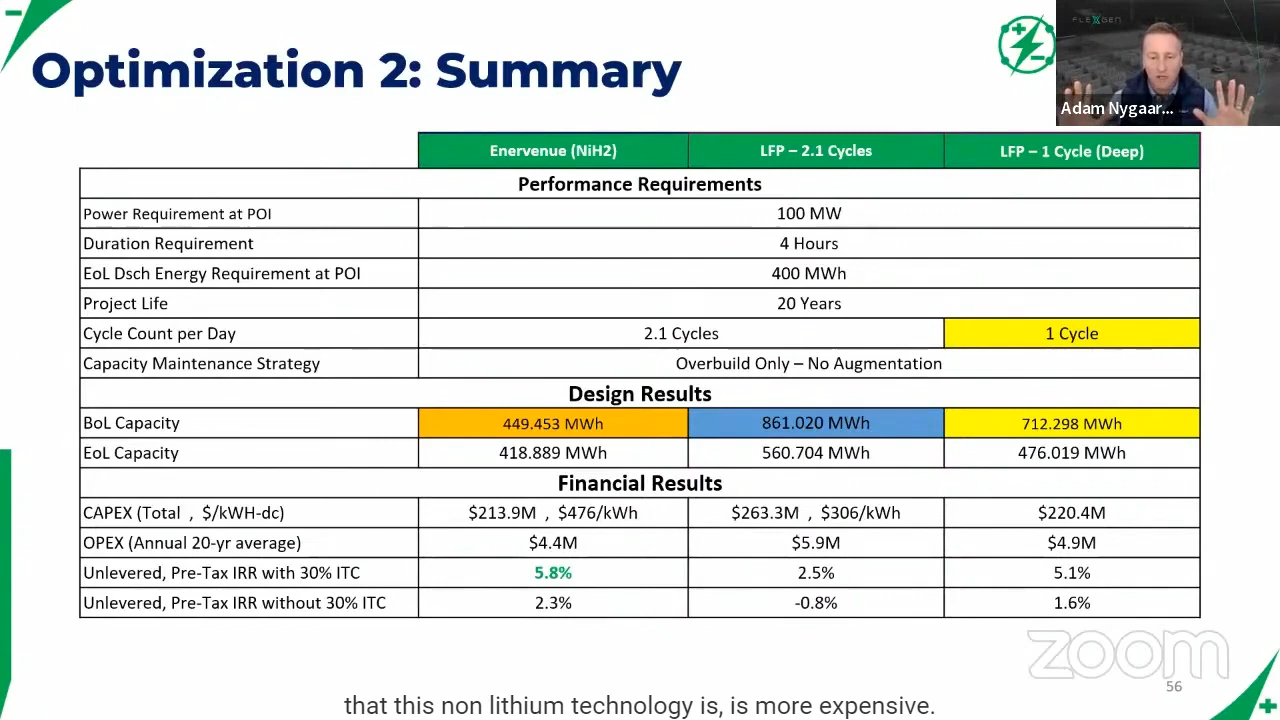 Optimization 2: Summary
FLEXGEN
Adam Nygaar...
Enervenue (NiH2) LFP – 2.1 Cycles LFP – 1 Cycle (Deep)
Performance Requirements
Power Requirement at POI 100 MW
Duration Requirement 4 Hours
EoL Dsch Energy Requirement at POI 400 MWh
Project Life 20 Years
Cycle Count per Day 2.1 Cycles 1 Cycle
Capacity Maintenance Strategy Overbuild Only – No Augmentation
Design Results
BoL Capacity 449.453 MWh 861.020 MWh 712.298 MWh
EoL Capacity 418.889 MWh 560.704 MWh 476.019 MWh
Financial Results
CAPEX (Total , $/kWH-dc) $213.9M , $476/kWh $263.3M , $306/kWh $220.4M
OPEX (Annual 20-yr average) $4.4M $5.9M $4.9M
Unlevered, Pre-Tax IRR with 30% ITC 5.8% 2.5% 5.1%
Unlevered, Pre-Tax IRR without 30% ITC 2.3% -0.8% 1.6%
zoom
56
that this non lithium technology is, is more expensive.